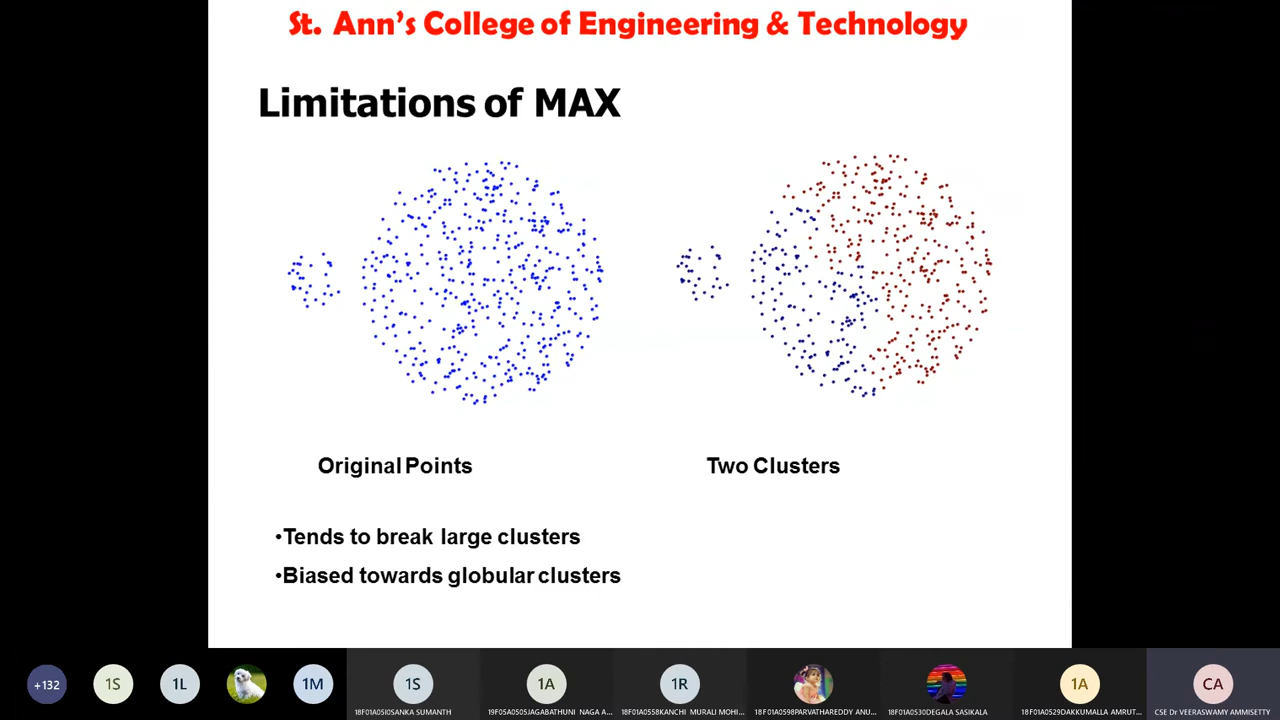 St. Ann's College of Engineering & Technology
Limitations of MAX
Original Points
Two Clusters
•Tends to break large clusters
•Biased towards globular clusters
+132
1S
1L
1M
1S
1A
1R
1A
CA
18F01A05I0SANKA SUMANTH
19F05A0505JAGABATHUNI NAGA A...
18F01A0558KANCHI MURALI MOHI...
18F01A0598PARVATHAREDDY ANU...
18F01A0530DEGALA SASIKALA
18F01A0529DAKKUMALLA AMRUT...
CSE Dr VEERASWAMY AMMISETTY